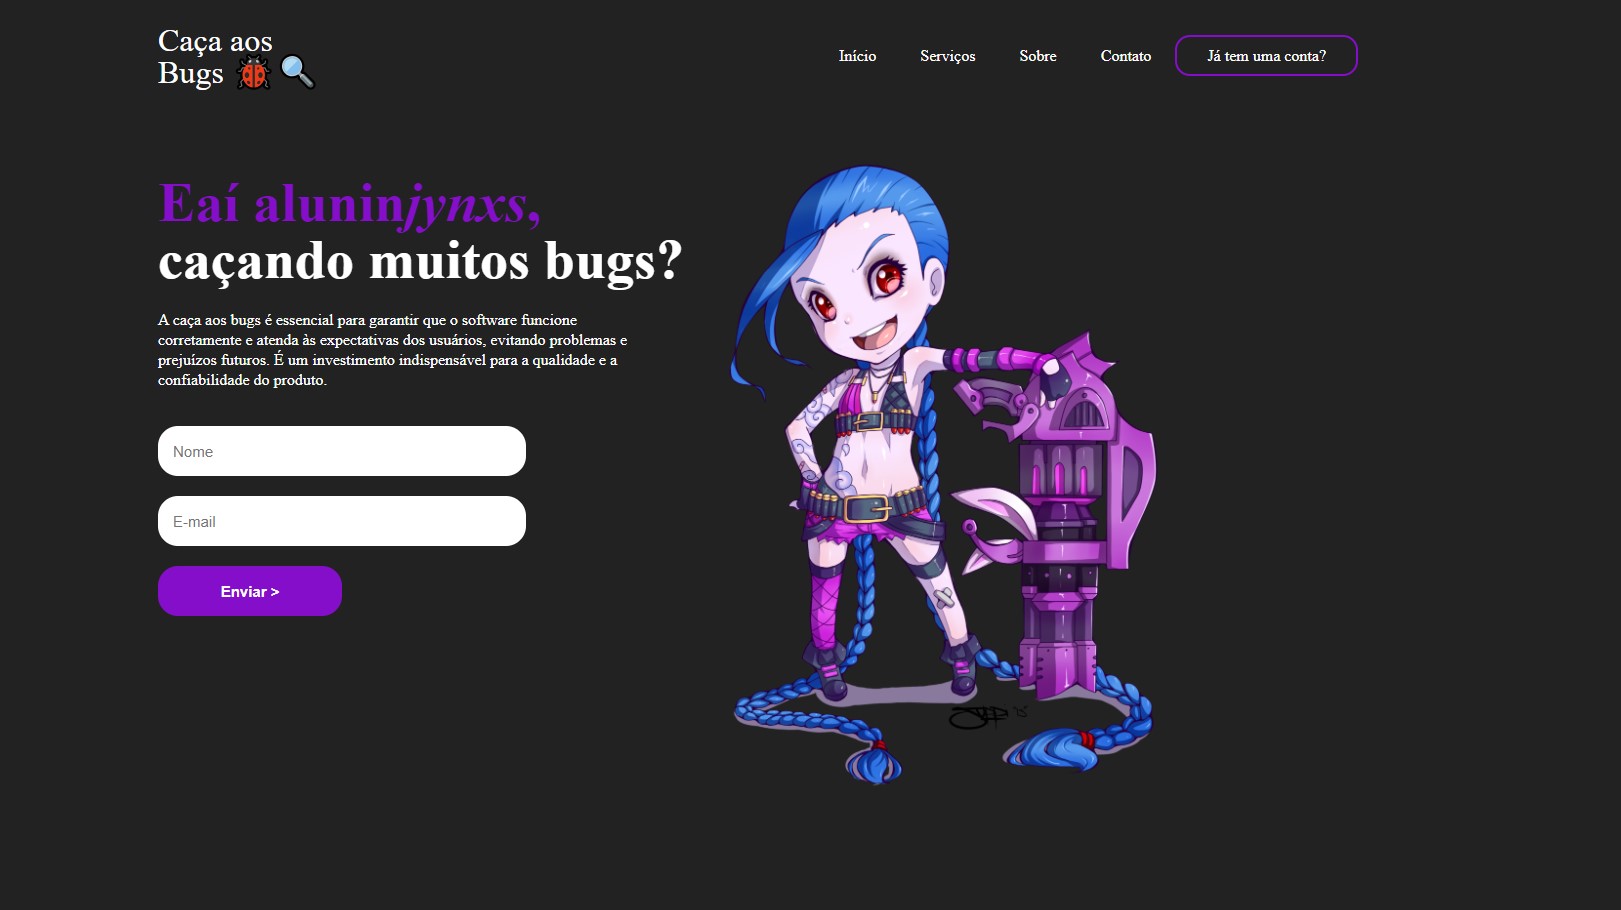 Caça aos
Bugs 🐞🔍
Início
Serviços
Sobre
Contato
Já tem uma conta?
Eaí aluninjynxs,
caçando muitos bugs?
A caça aos bugs é essencial para garantir que o software funcione
corretamente e atenda às expectativas dos usuários, evitando problemas e
prejuízos futuros. É um investimento indispensável para a qualidade e a
confiabilidade do produto.
Nome
E-mail
Enviar >